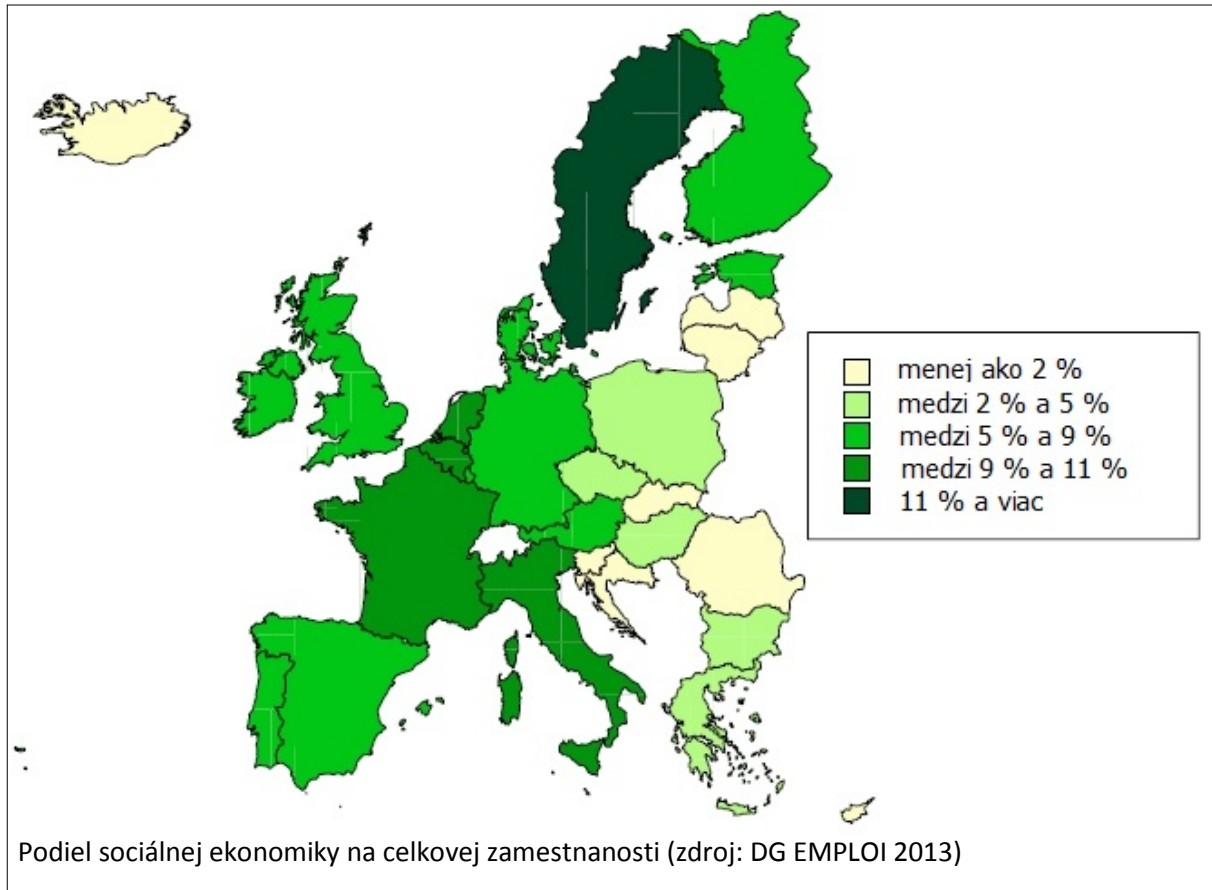 menej ako 2 %
medzi 2 % a 5 %
medzi 5 % a 9 %
medzi 9 % a 11 %
11 % a viac
Podiel sociálnej ekonomiky na celkovej zamestnanosti (zdroj: DG EMPLOI 2013)